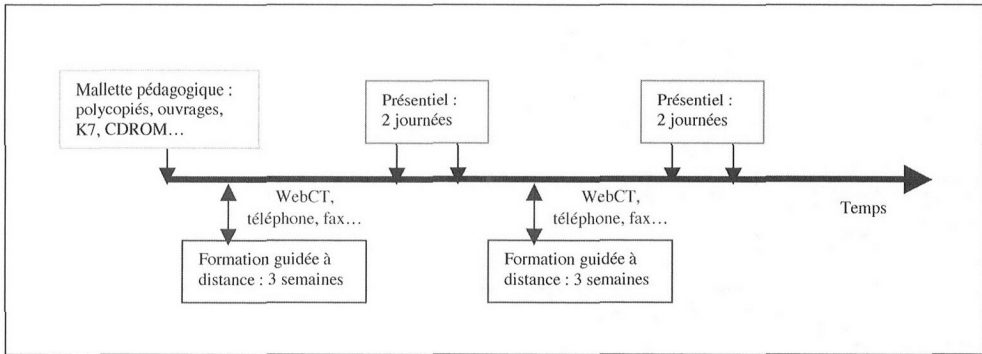 Mallette pédagogique :
polycopiés, ouvrages,
K7, CDROM…
Présentiel :
2 journées
Présentiel :
2 journées
WebCT,
téléphone, fax…
WebCT,
téléphone, fax…
Temps
Formation guidée à
distance : 3 semaines
Formation guidée à
distance : 3 semaines